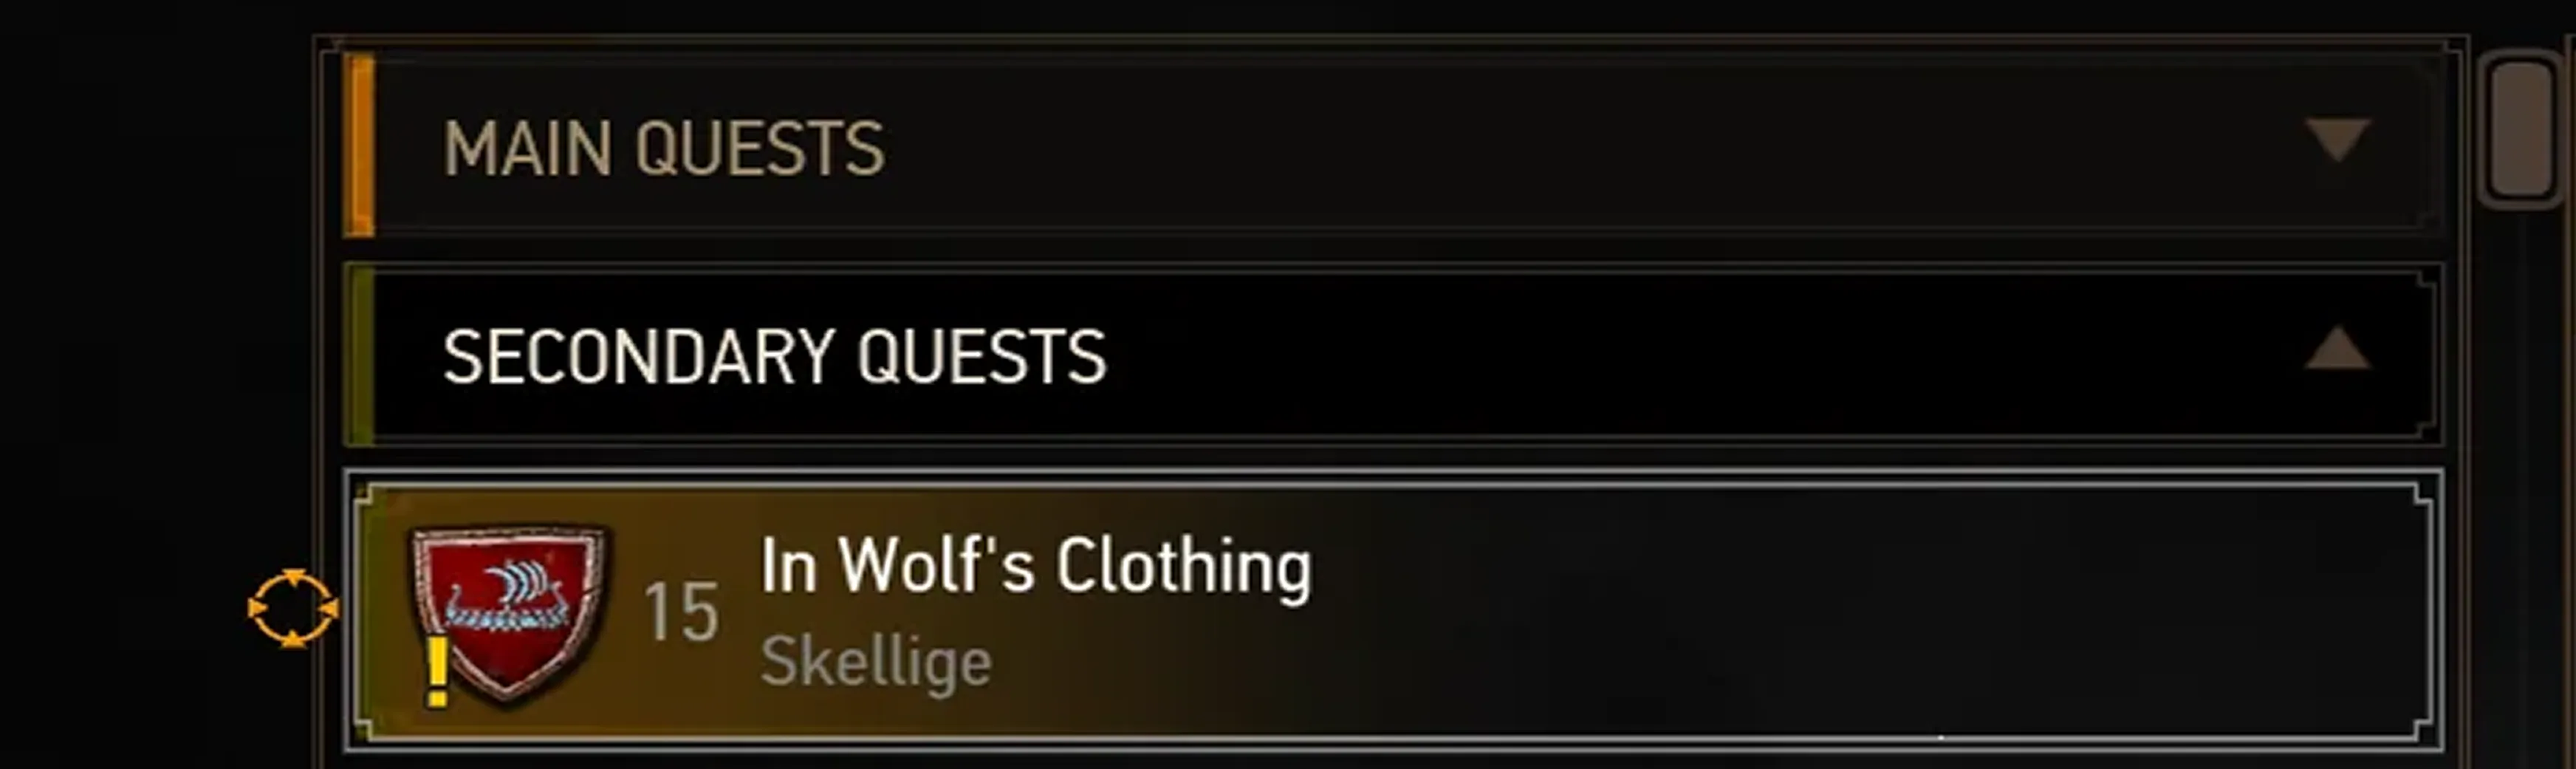 MAIN QUESTS
SECONDARY QUESTS
15
In Wolf's Clothing
Skellige